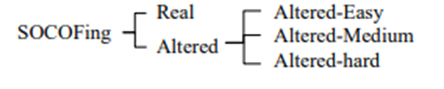 SOCOFing
Real
Altered
Altered-Easy
Altered-Medium
Altered-hard